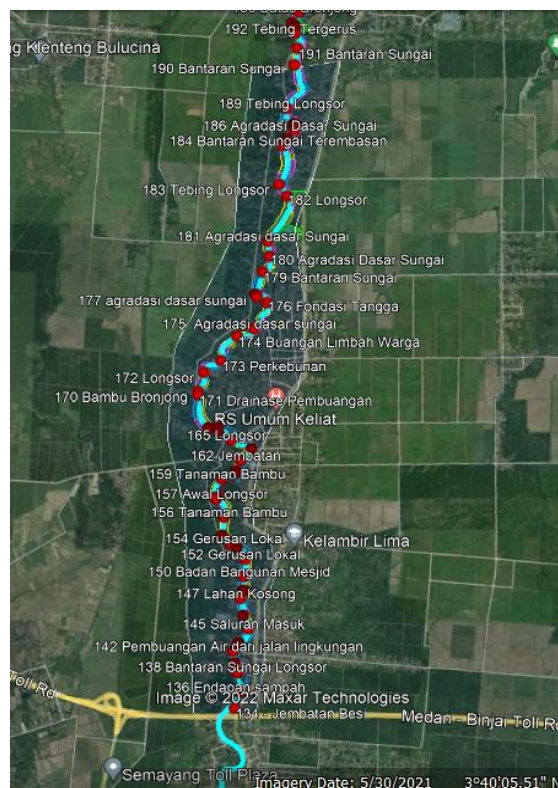 192 Tebing Tergerus
g Klenteng Bulucina
191 Bantaran Sungai
190 Bantaran Sungai
189 Tebing Longsor
186 Agradasi Dasar Sungai
184 Bantaran Sungai Terembasan
183 Tebing Longsor
182 Longsor
181 Agradasi dasar Sungai
180 Agradasi Dasar Sungai
179 Bantaran Sungai
177 agradasi dasar sungai
176 Fondasi Tangga
175 Agradasi dasar sungai
174 Buangan Limbah Warga
173 Perkebunan
172 Longsor
170 Bambu Bronjong
171 Drainase/Pembuangan
H
RS Umum Keliat
165 Longsor
162 Jembatan
159 Tanaman Bambu
157 Awal Longsor
156 Tanaman Bambu
154 Gerusan Lokal
Kelambir Lima
152 Gerusan Lokal
150 Badan Bangunan Mesjid
147 Lahan Kosong
145 Saluran Masuk
142 Pembuangan Air dari jalan lingkungan
138 Bantaran Sungai Longsor
136 Endapan sampah
Toll Rd
Image © 2022 Maxar Technologies
134 - Jembatan Besi
Medan - Binjai Toll Rd
Semayang Toll Plaza
Imagery Date: 5/30/2021 3°40'05.51" N